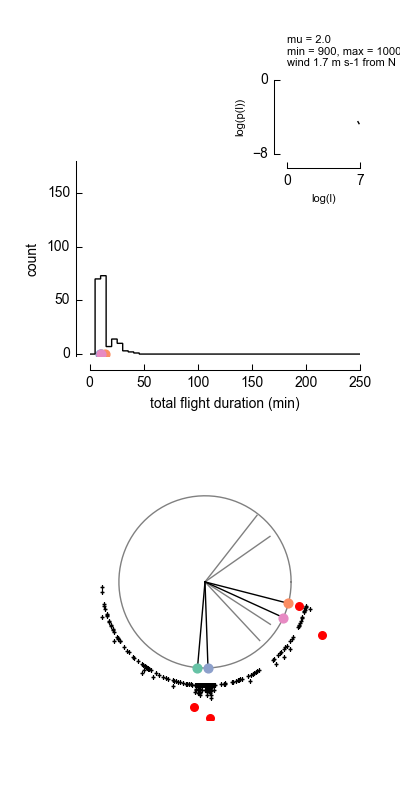 mu = 2.0
min = 900, max = 1000
wind 1.7 m s-1 from N
0
log(p(l))
−8
0
7
log(l)
150
100
50
0
count
0
50
100
150
200
250
total flight duration (min)